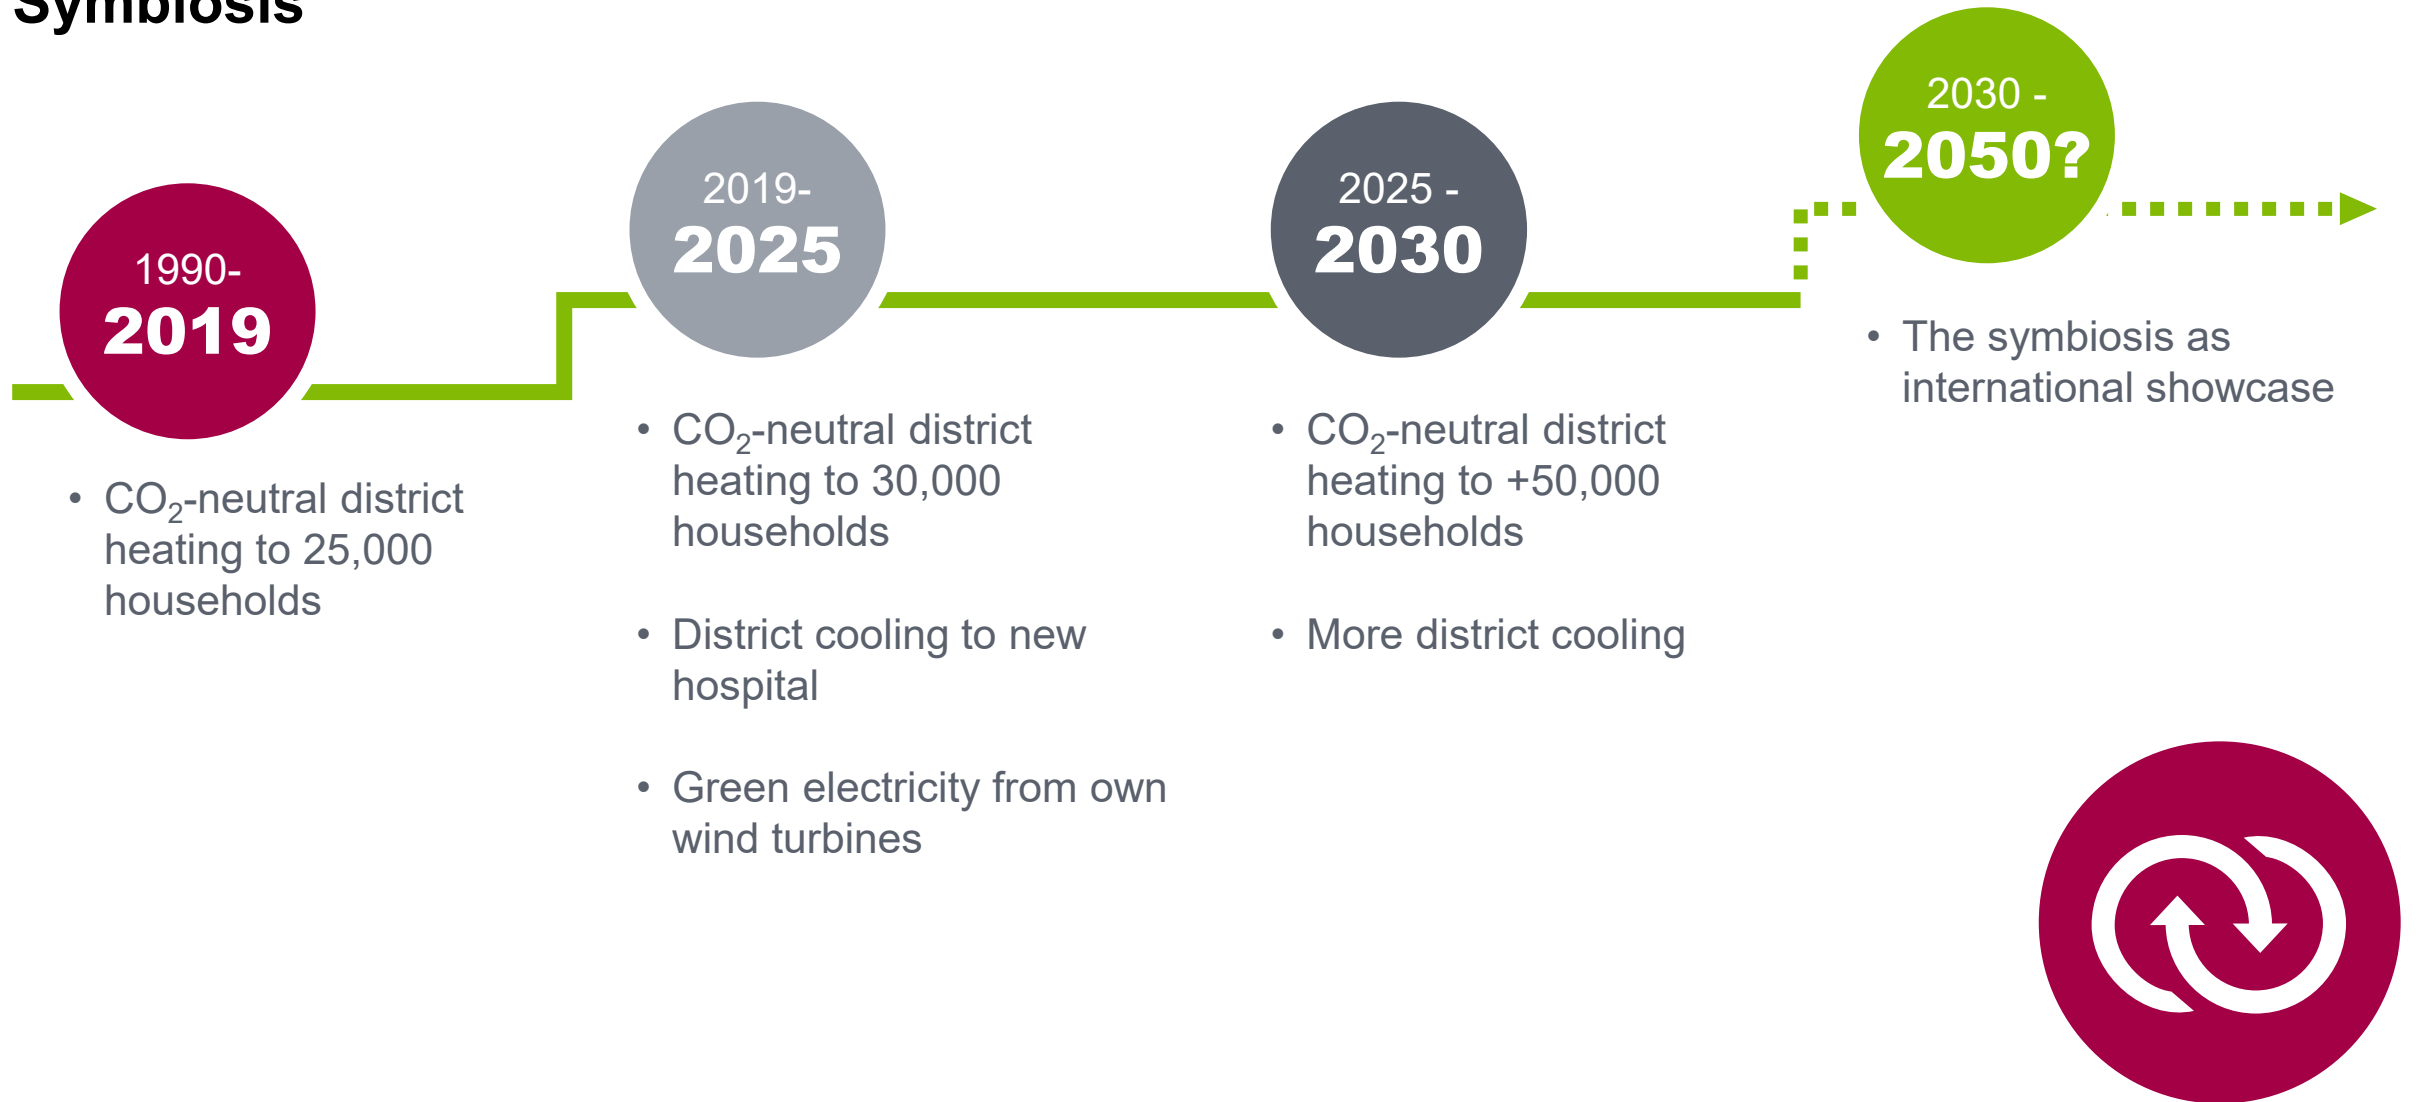 Symbiosis
1990-
2019
• CO₂-neutral district
heating to 25,000
households
2019-
2025
• CO₂-neutral district
heating to 30,000
households
• District cooling to new
hospital
• Green electricity from own
wind turbines
2025 -
2030
• CO₂-neutral district
heating to +50,000
households
• More district cooling
2030 -
2050?
• The symbiosis as
international showcase